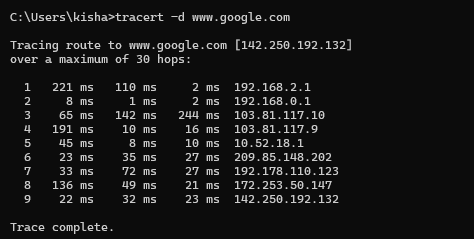 C:\Users\kisha>tracert -d www.google.com
Tracing route to www.google.com [142.250.192.132]
over a maximum of 30 hops:
1 221 ms 110 ms 2 ms 192.168.2.1
2 8 ms 1 ms 2 ms 192.168.0.1
3 65 ms 142 ms 244 ms 103.81.117.10
4 191 ms 10 ms 16 ms 103.81.117.9
5 45 ms 8 ms 10 ms 10.52.18.1
6 23 ms 35 ms 27 ms 209.85.148.202
7 33 ms 72 ms 27 ms 192.178.110.123
8 136 ms 49 ms 21 ms 172.253.50.147
9 22 ms 32 ms 23 ms 142.250.192.132
Trace complete.